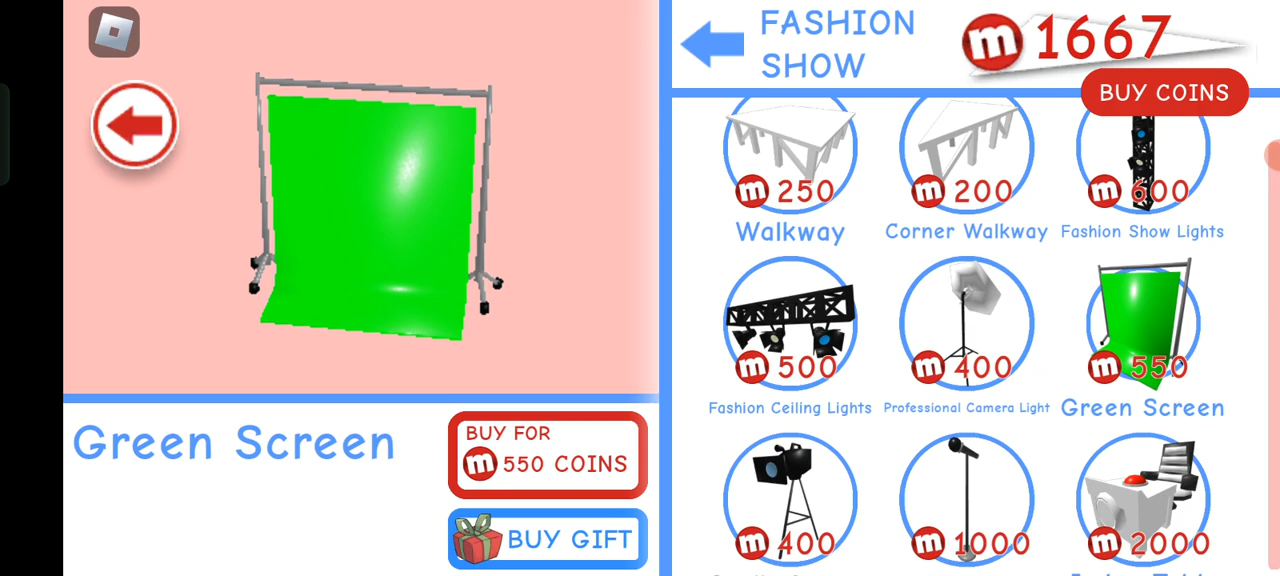 FASHION
SHOW
m 1667
BUY COINS
m 250
m 200
m 600
Walkway
Corner Walkway
Fashion Show Lights
m 500
m 400
m 550
Fashion Ceiling Lights
Professional Camera Light
Green Screen
m 400
m 1000
m 2000
Green Screen
BUY FOR
m 550 COINS
BUY GIFT